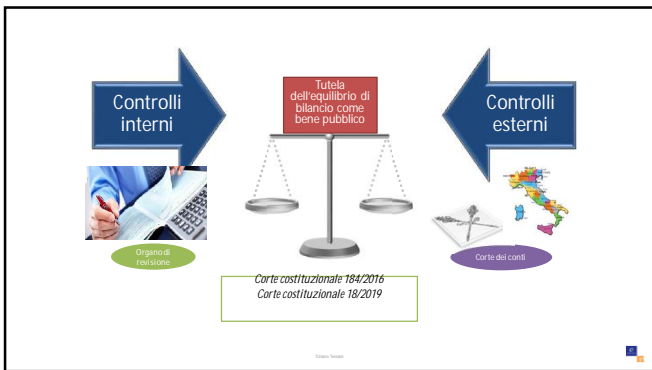 Tutela
dell'equilibrio di
bilancio come
bene pubblico
Controlli
interni
Controlli
esterni
Organo di
revisione
Corte dei conti
Corte costituzionale 184/2016
Corte costituzionale 18/2019